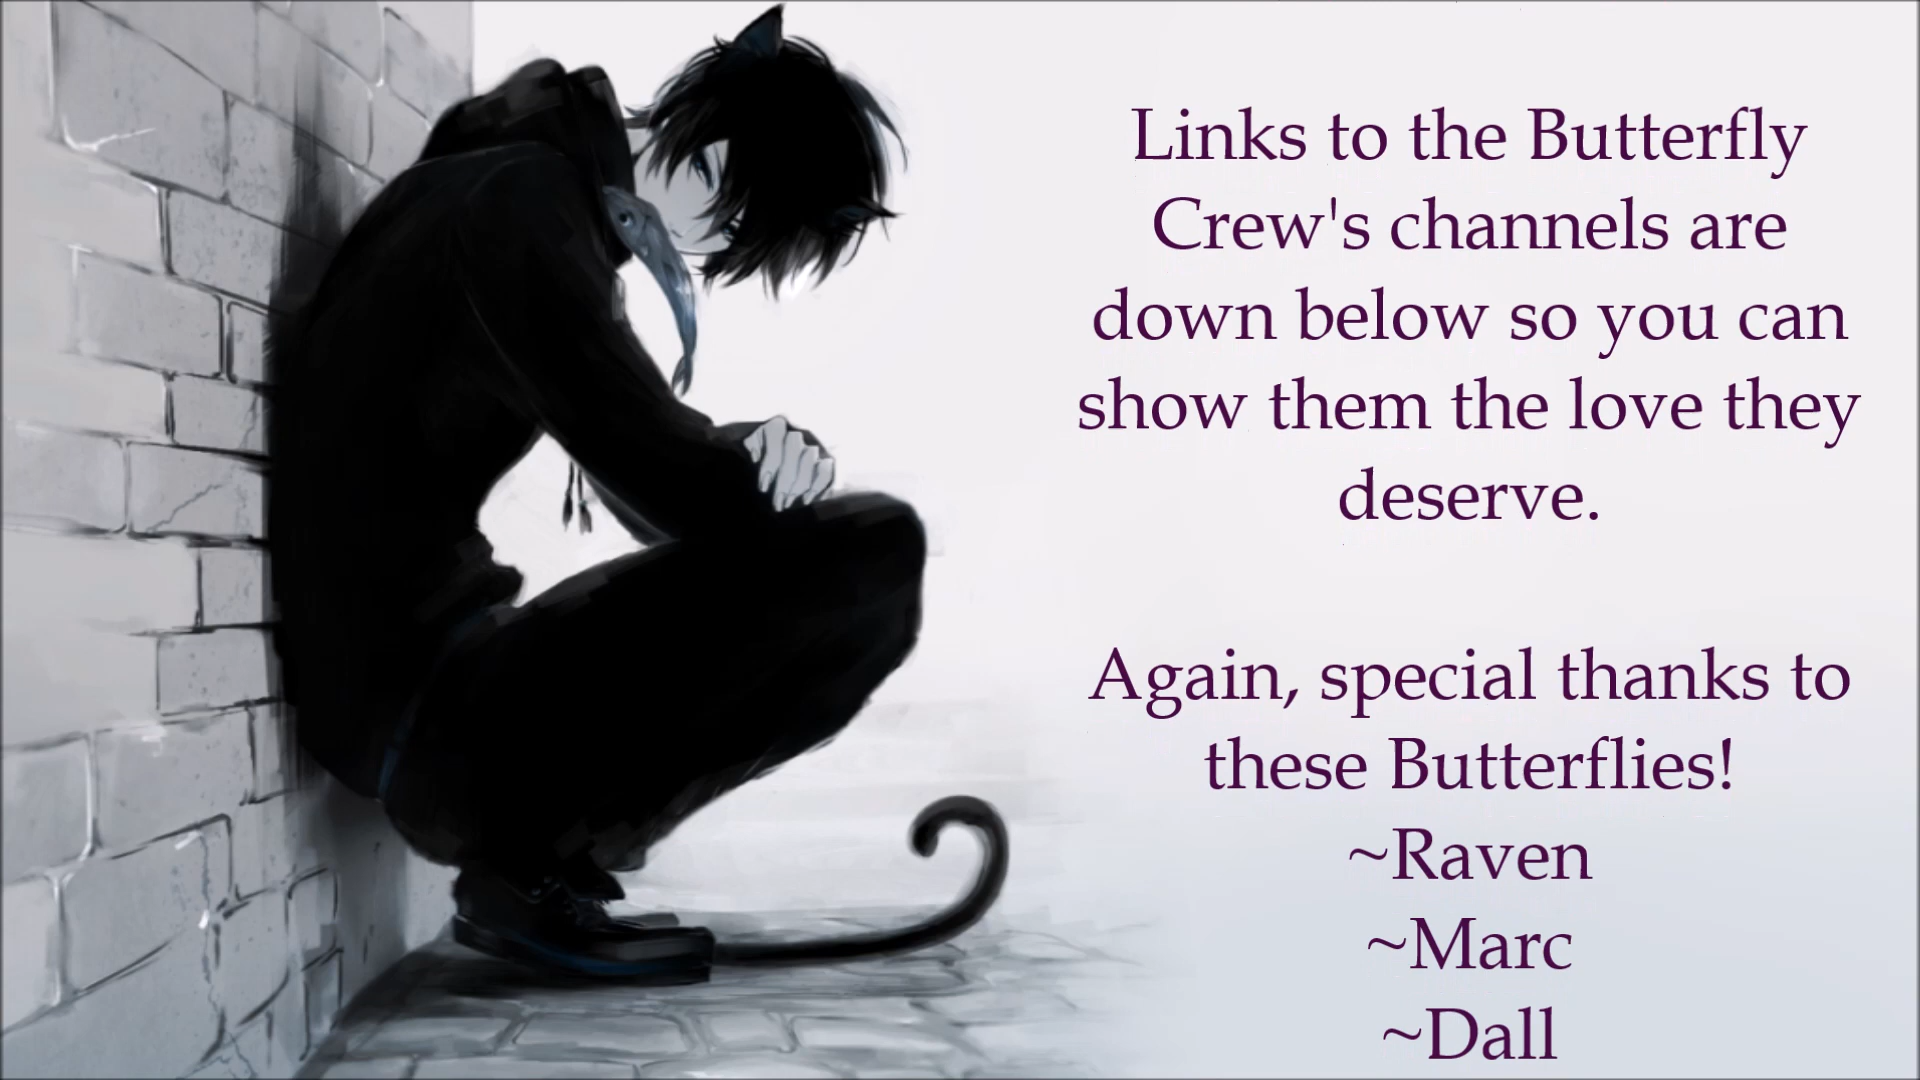 Links to the Butterfly
Crew's channels are
down below so you can
show them the love they
deserve.
Again, special thanks to
these Butterflies!
~Raven
~Marc
~Dall